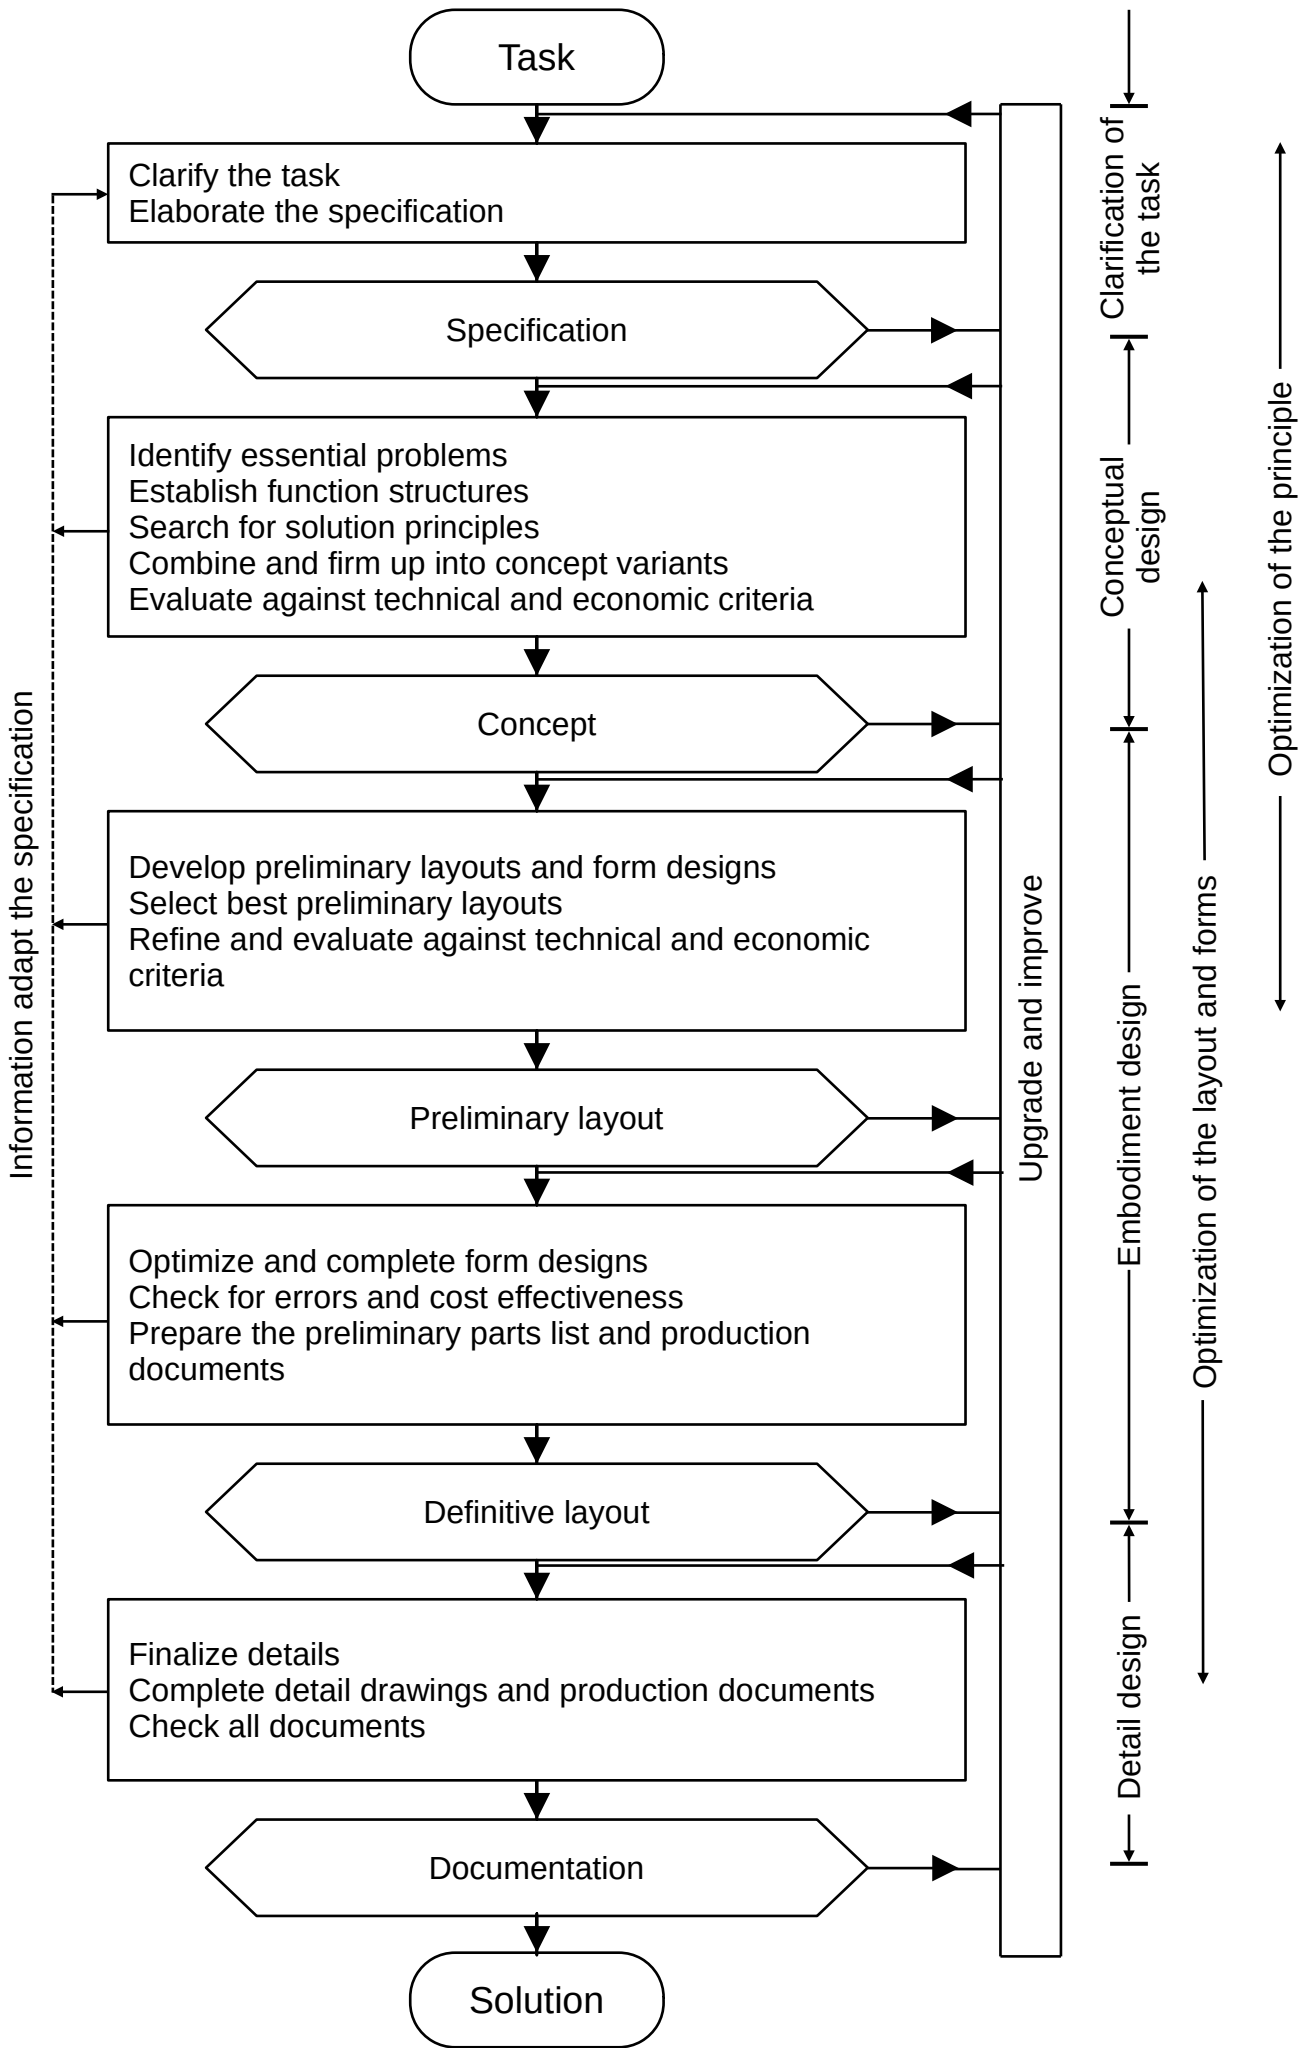 Task
Clarify the task
Elaborate the specification
Specification
Identify essential problems
Establish function structures
Search for solution principles
Combine and firm up into concept variants
Evaluate against technical and economic criteria
Concept
Develop preliminary layouts and form designs
Select best preliminary layouts
Refine and evaluate against technical and economic
criteria
Preliminary layout
Optimize and complete form designs
Check for errors and cost effectiveness
Prepare the preliminary parts list and production
documents
Definitive layout
Finalize details
Complete detail drawings and production documents
Check all documents
Documentation
Solution
Information adapt the specification
Upgrade and improve
Clarification of
the task
Conceptual
design
Embodiment design
Detail design
Optimization of the layout and forms
Optimization of the principle